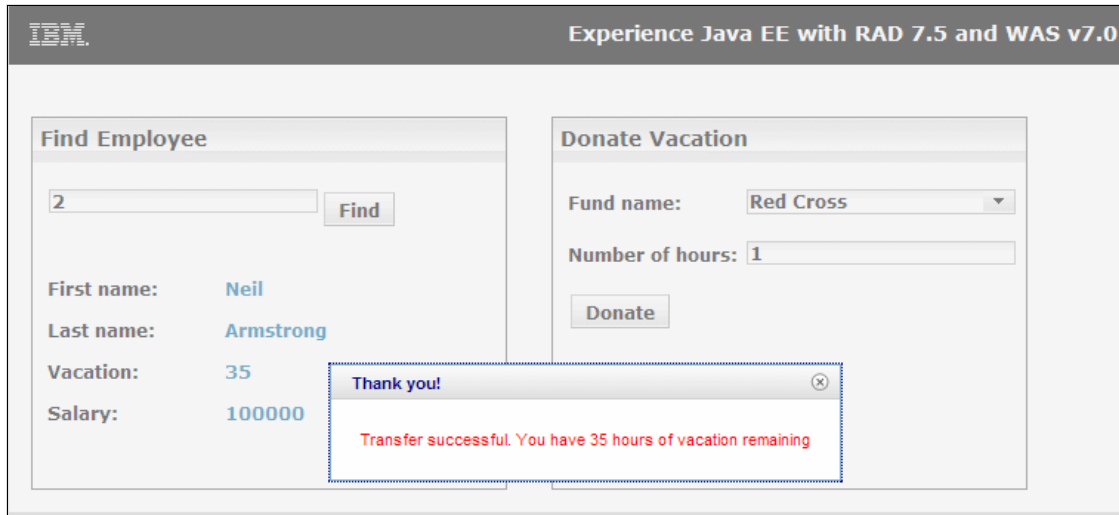 IBM.
Experience Java EE with RAD 7.5 and WAS v7.0
Find Employee
2
Find
First name: Neil
Last name: Armstrong
Vacation: 35
Salary: 100000
Donate Vacation
Fund name: Red Cross
Number of hours: 1
Donate
Thank you!
Transfer successful. You have 35 hours of vacation remaining